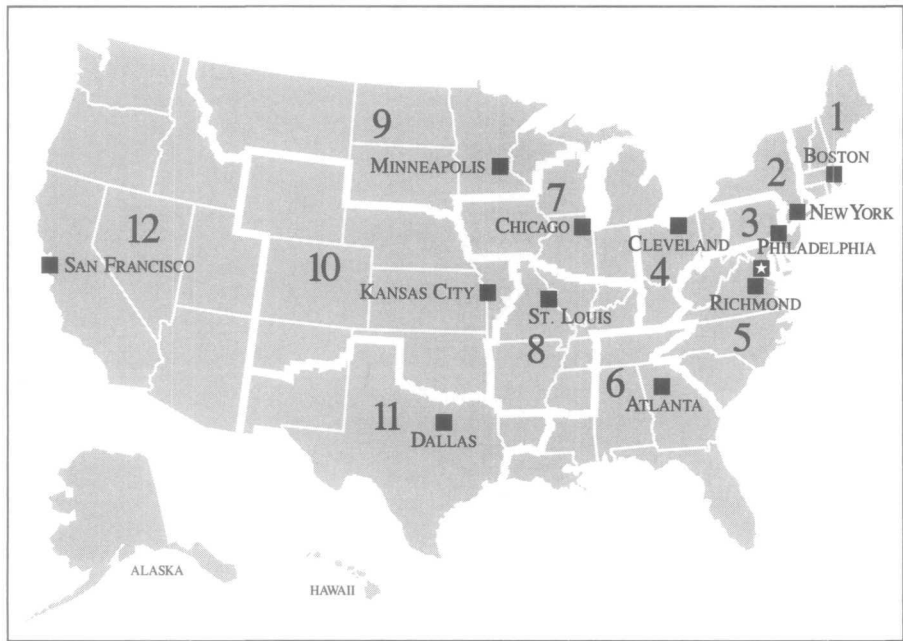 1
9
BOSTON
MINNEAPOLIS
2
7
NEW YORK
3
12
CHICAGO
CLEVELAND
PHILADELPHIA
SAN FRANCISCO
10
4
KANSAS CITY
ST. LOUIS
RICHMOND
8
5
6
ATLANTA
11
DALLAS
ALASKA
HAWAII